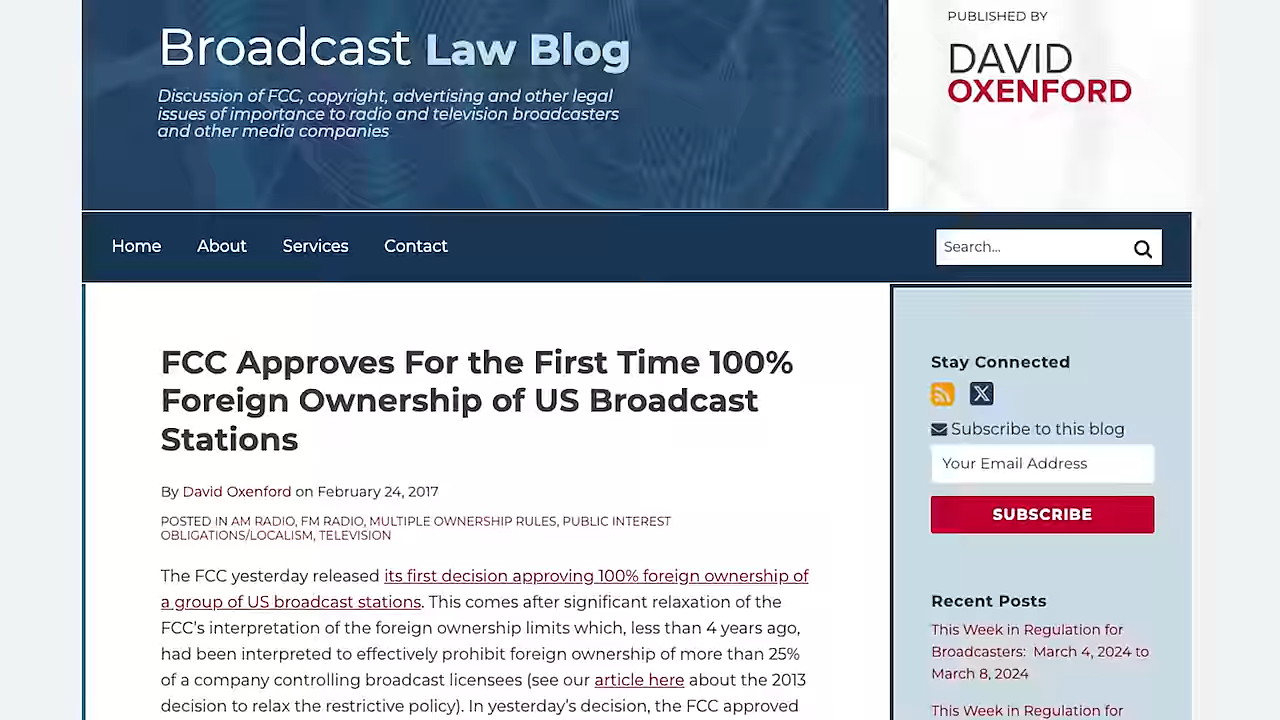 Broadcast Law Blog
Discussion of FCC, copyright, advertising and other legal
issues of importance to radio and television broadcasters
and other media companies
PUBLISHED BY
DAVID
OXENFORD
Home About Services Contact
Search...
FCC Approves For the First Time 100%
Foreign Ownership of US Broadcast
Stations
By David Oxenford on February 24, 2017
POSTED IN AM RADIO, FM RADIO, MULTIPLE OWNERSHIP RULES, PUBLIC INTEREST
OBLIGATIONS/LOCALISM, TELEVISION
The FCC yesterday released its first decision approving 100% foreign ownership of
a group of US broadcast stations. This comes after significant relaxation of the
FCC's interpretation of the foreign ownership limits which, less than 4 years ago,
had been interpreted to effectively prohibit foreign ownership of more than 25%
of a company controlling broadcast licensees (see our article here about the 2013
decision to relax the restrictive policy). In yesterday's decision, the FCC approved
Stay Connected
Subscribe to this blog
Your Email Address
SUBSCRIBE
Recent Posts
This Week in Regulation for
Broadcasters: March 4, 2024 to
March 8, 2024
This Week in Regulation for